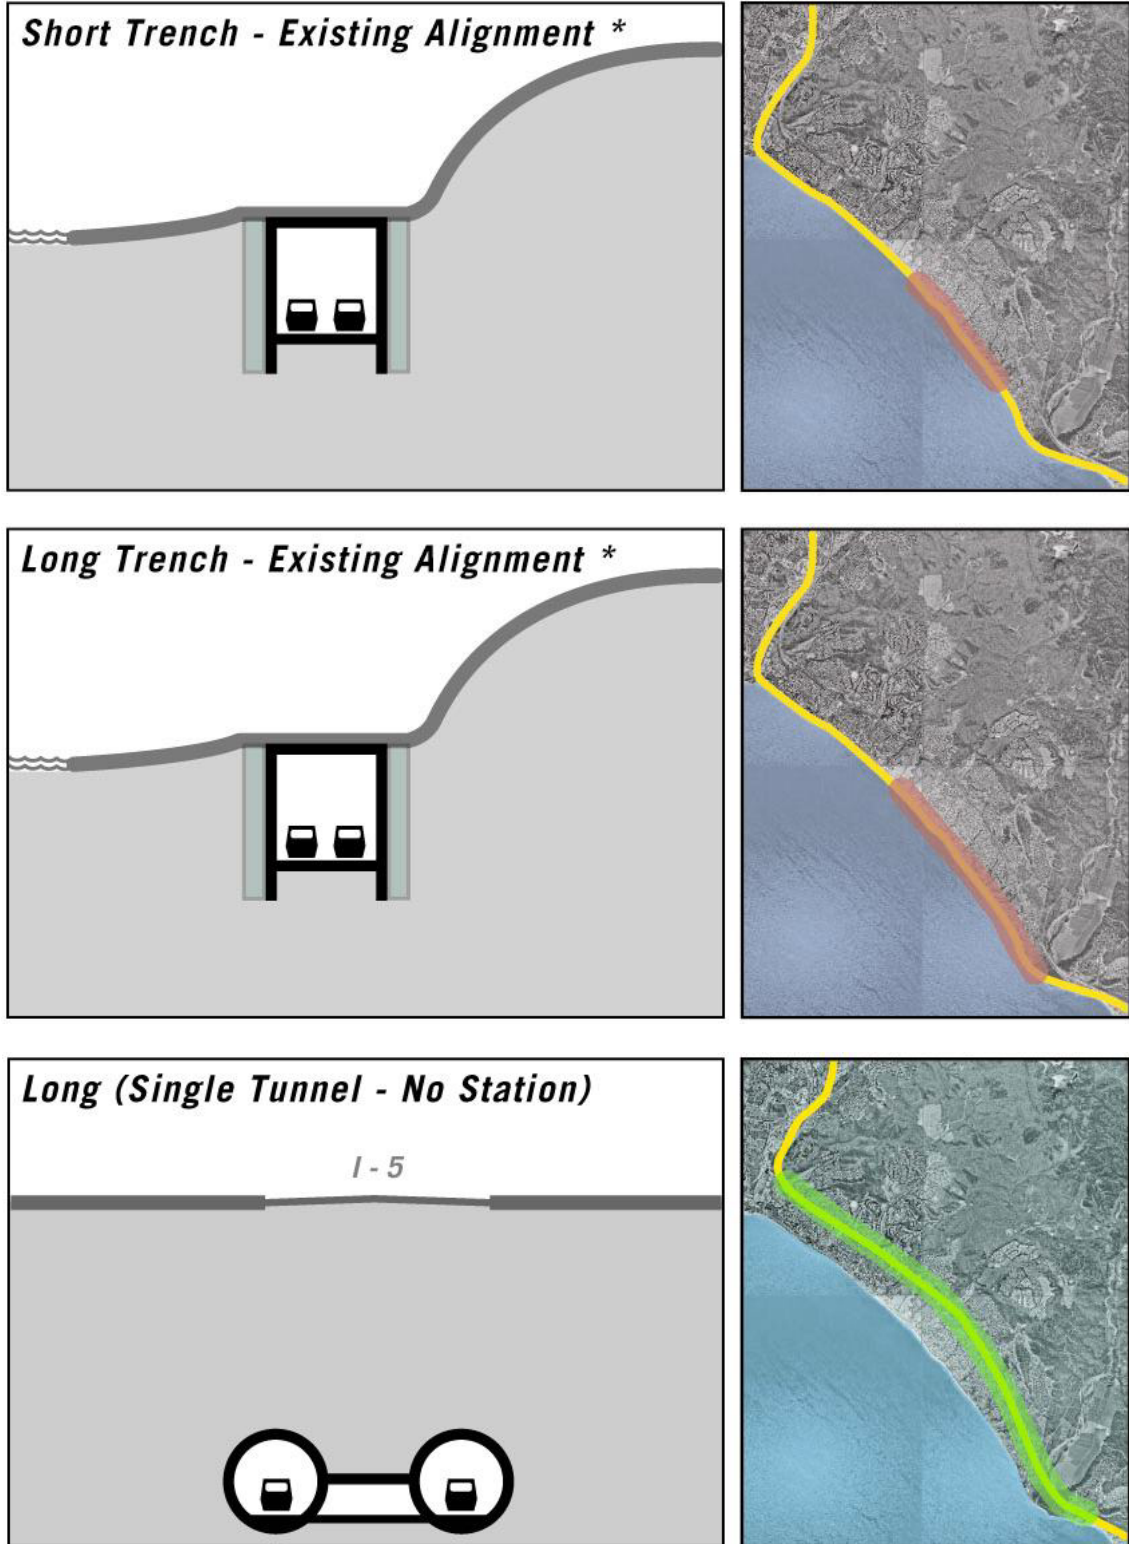 Short Trench - Existing Alignment *
Long Trench - Existing Alignment *
Long (Single Tunnel - No Station)
I - 5